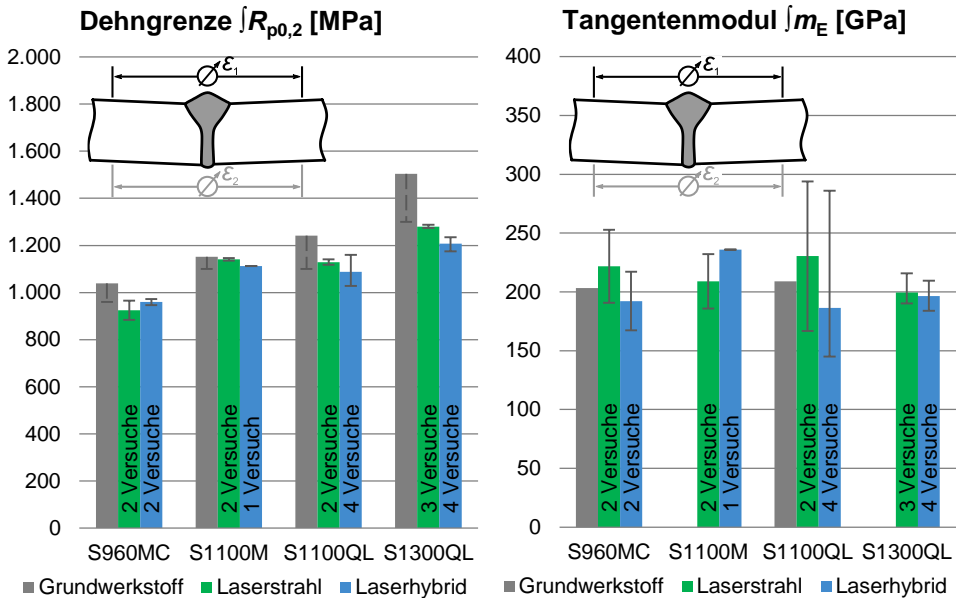 Dehngrenze ∫Rp0,2 [MPa]
2.000
1.800
1.600
1.400
1.200
1.000
800
600
400
200
0
ε1
ε2
2 Versuche
2 Versuche
2 Versuche
1 Versuch
2 Versuche
4 Versuche
3 Versuche
4 Versuche
S960MC S1100M S1100QL S1300QL
Grundwerkstoff Laserstrahl Laserhybrid
Tangentenmodul ∫mE [GPa]
400
350
300
250
200
150
100
50
0
ε1
ε2
2 Versuche
2 Versuche
2 Versuche
1 Versuch
2 Versuche
4 Versuche
3 Versuche
4 Versuche
S960MC S1100M S1100QL S1300QL
Grundwerkstoff Laserstrahl Laserhybrid